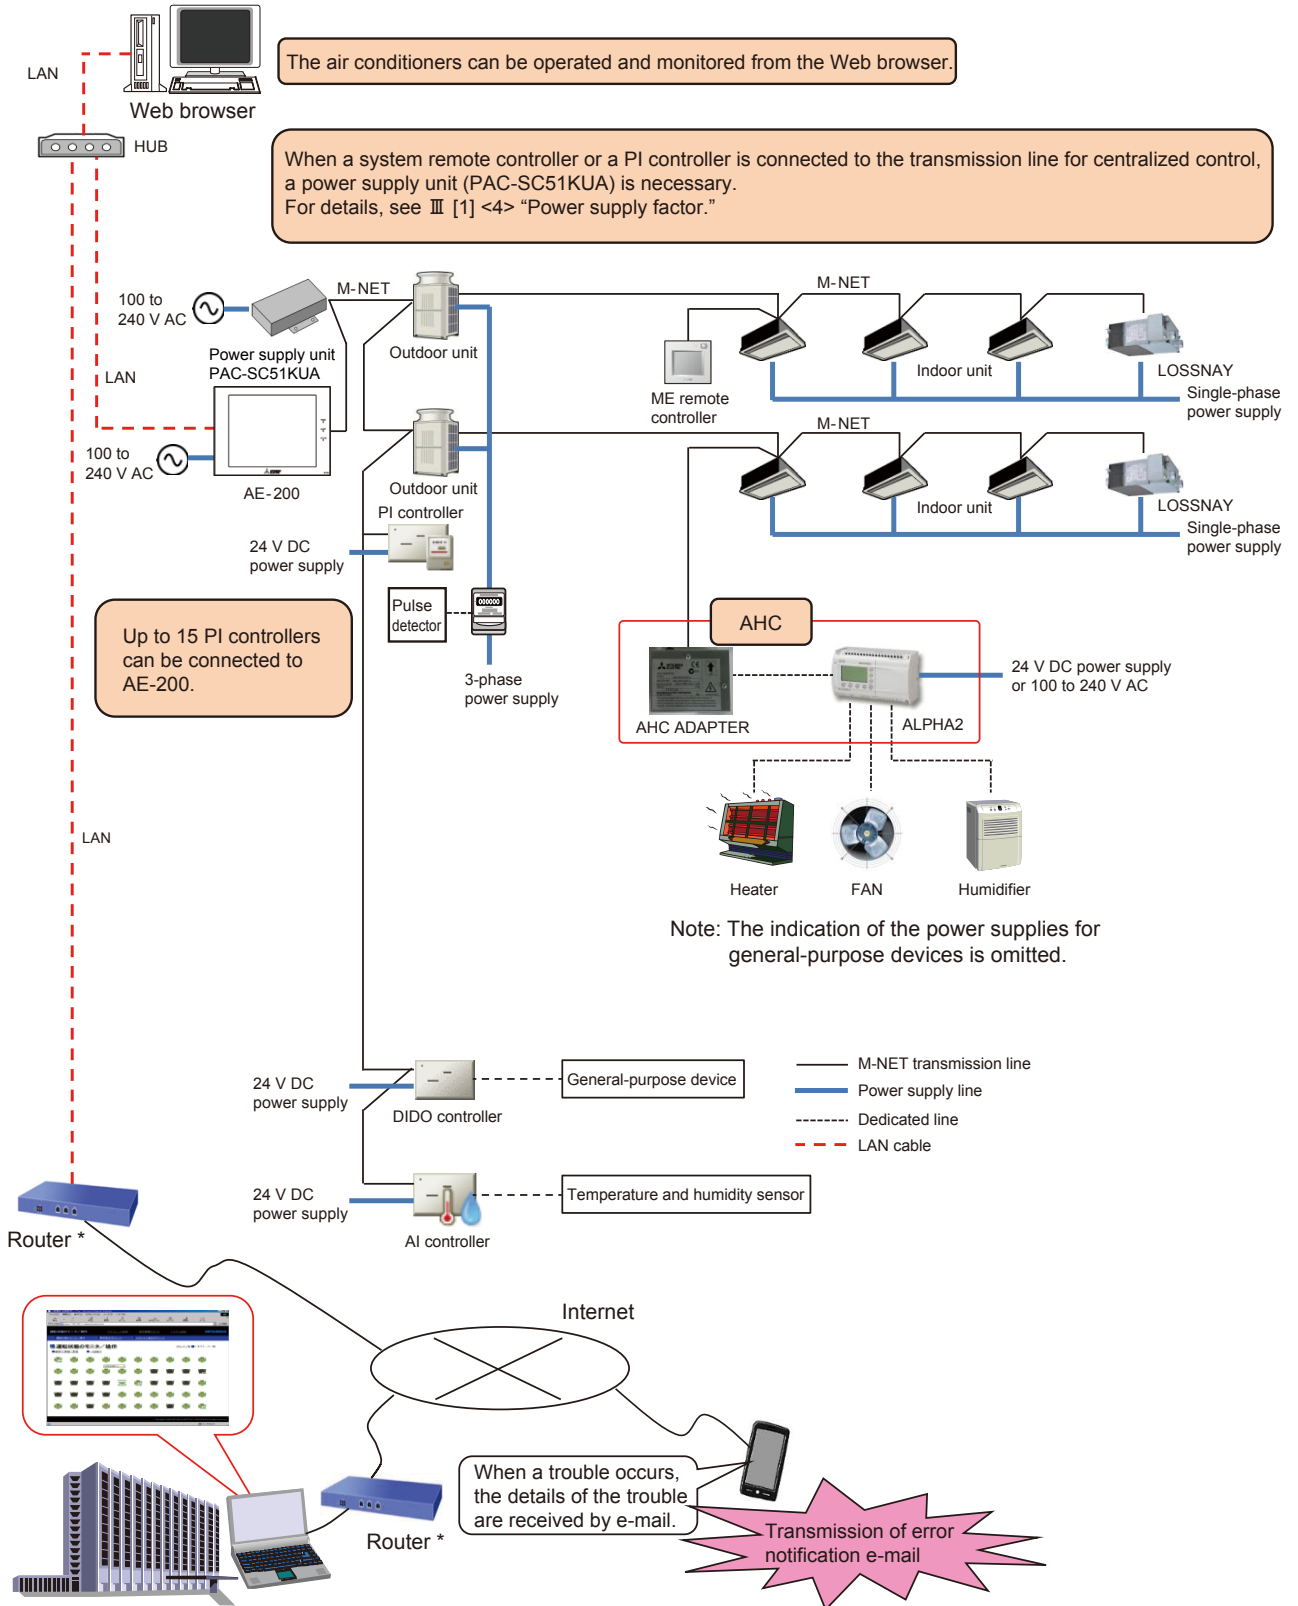 LAN
Web browser
The air conditioners can be operated and monitored from the Web browser.
HUB
When a system remote controller or a PI controller is connected to the transmission line for centralized control,
a power supply unit (PAC-SC51KUA) is necessary.
For details, see Ⅲ [1] <4> “Power supply factor.”
100 to
240 V AC
M-NET
Power supply unit
PAC-SC51KUA
Outdoor unit
M-NET
ME remote
controller
Indoor unit
LOSSNAY
Single-phase
power supply
LAN
100 to
240 V AC
AE-200
Outdoor unit
M-NET
Indoor unit
LOSSNAY
Single-phase
power supply
PI controller
24 V DC
power supply
Pulse
detector
000000
3-phase
power supply
Up to 15 PI controllers
can be connected to
AE-200.
AHC
AHC ADAPTER
ALPHA2
24 V DC power supply
or 100 to 240 V AC
Heater
FAN
Humidifier
Note: The indication of the power supplies for
general-purpose devices is omitted.
LAN
24 V DC
power supply
DIDO controller
General-purpose device
M-NET transmission line
Power supply line
Dedicated line
LAN cable
24 V DC
power supply
AI controller
Temperature and humidity sensor
Router *
Internet
Router *
When a trouble occurs,
the details of the trouble
are received by e-mail.
Transmission of error
notification e-mail